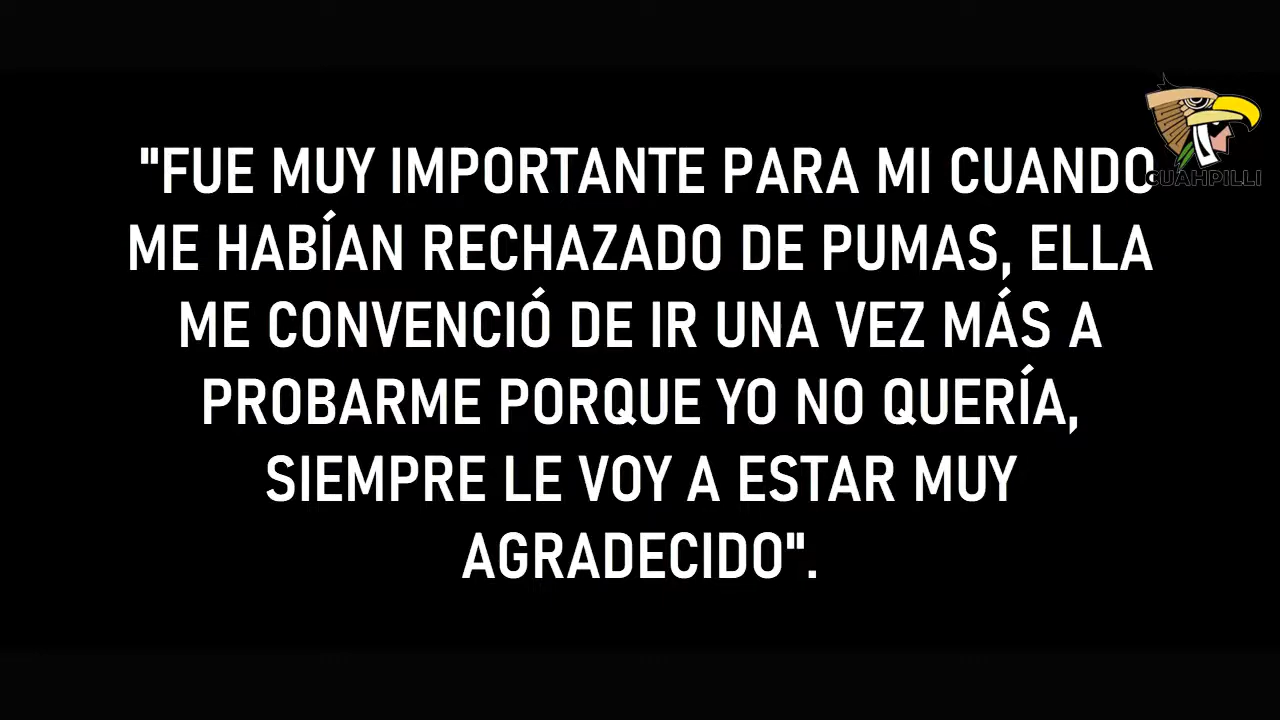 "FUE MUY IMPORTANTE PARA MI CUANDO
ME HABÍAN RECHAZADO DE PUMAS, ELLA
ME CONVENCIÓ DE IR UNA VEZ MÁS A
PROBARME PORQUE YO NO QUERÍA,
SIEMPRE LE VOY A ESTAR MUY
AGRADECIDO".
CUAHPILLI